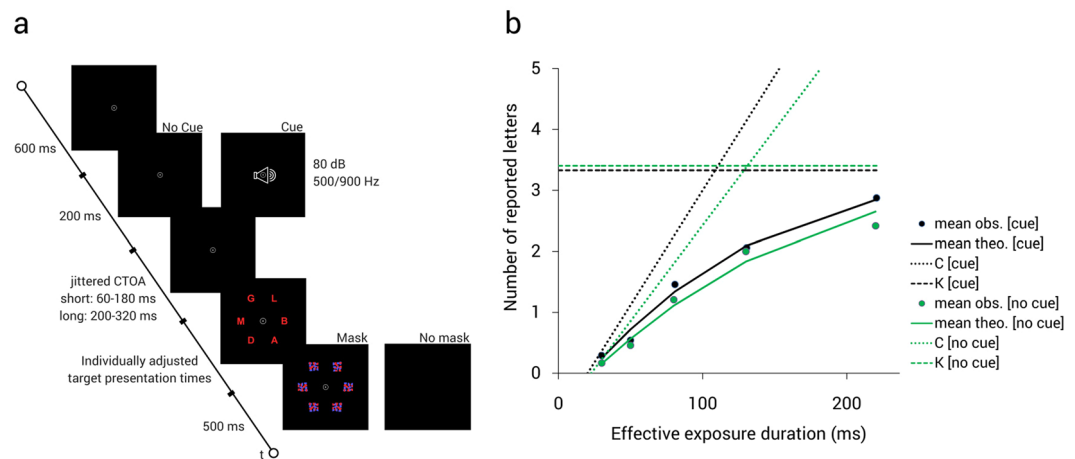 a
600 ms
No Cue
Cue
80 dB
500/900 Hz
200 ms
jittered CTOA
short: 60-180 ms
long: 200-320 ms
G L
M B
D A
Individually adjusted
target presentation times
Mask
No mask
500 ms
t
b
Number of reported letters
5
4
3
2
1
0
0 100 200
Effective exposure duration (ms)
mean obs. [cue]
mean theo. [cue]
C [cue]
K [cue]
mean obs. [no cue]
mean theo. [no cue]
C [no cue]
K [no cue]